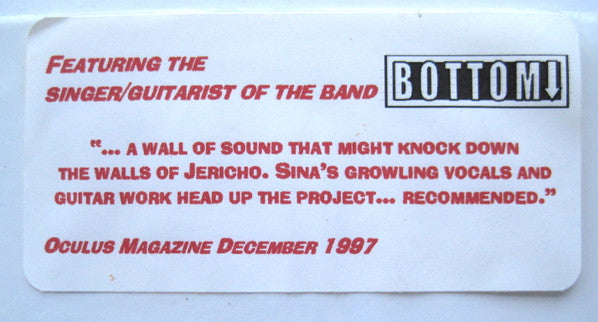 FEATURING THE
SINGER/GUITARIST OF THE BAND BOTTOM
"... A WALL OF SOUND THAT MIGHT KNOCK DOWN
THE WALLS OF JERICHO. SINA'S GROWLING VOCALS AND
GUITAR WORK HEAD UP THE PROJECT... RECOMMENDED."
OCULUS MAGAZINE DECEMBER 1997